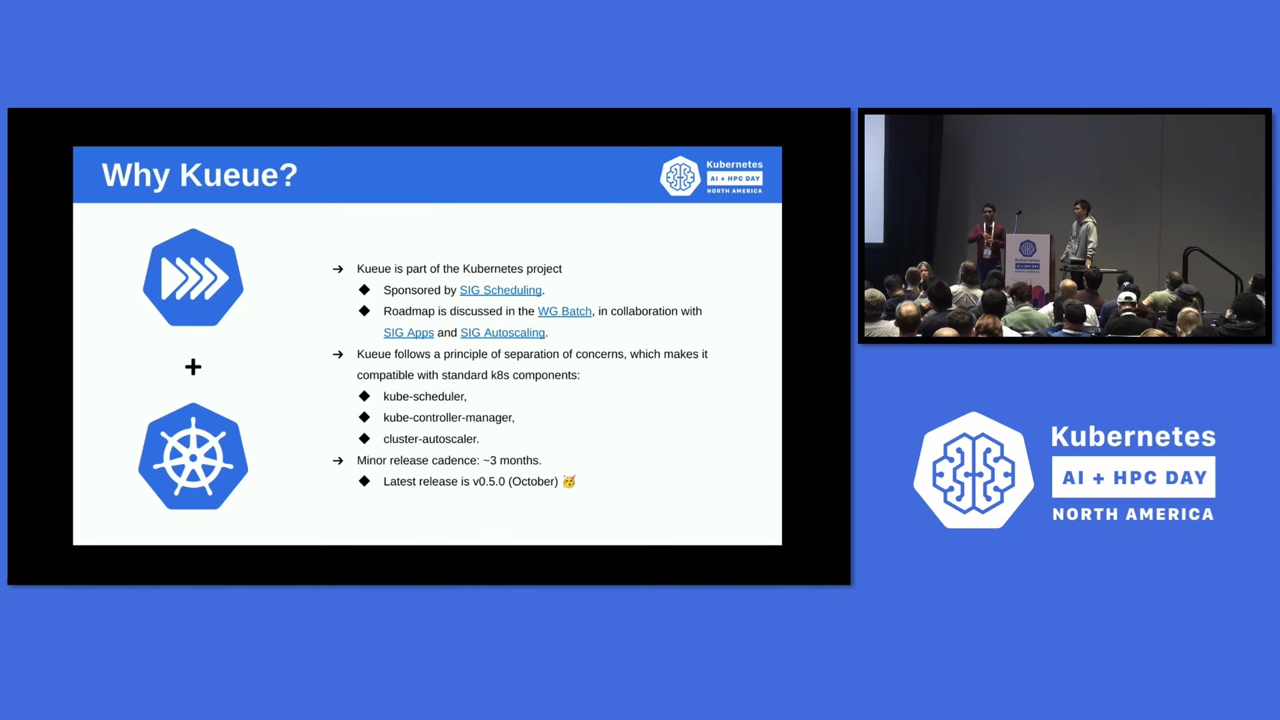 Why Kueue?
Kubernetes
AI + HPC DAY
NORTH AMERICA
➔ Kueue is part of the Kubernetes project
◆ Sponsored by SIG Scheduling.
◆ Roadmap is discussed in the WG Batch, in collaboration with
SIG Apps and SIG Autoscaling.
➔ Kueue follows a principle of separation of concerns, which makes it
compatible with standard k8s components:
◆ kube-scheduler,
◆ kube-controller-manager,
◆ cluster-autoscaler.
➔ Minor release cadence: ~3 months.
◆ Latest release is v0.5.0 (October) 🥳
+
Kubernetes
AI + HPC DAY
NORTH AMERICA